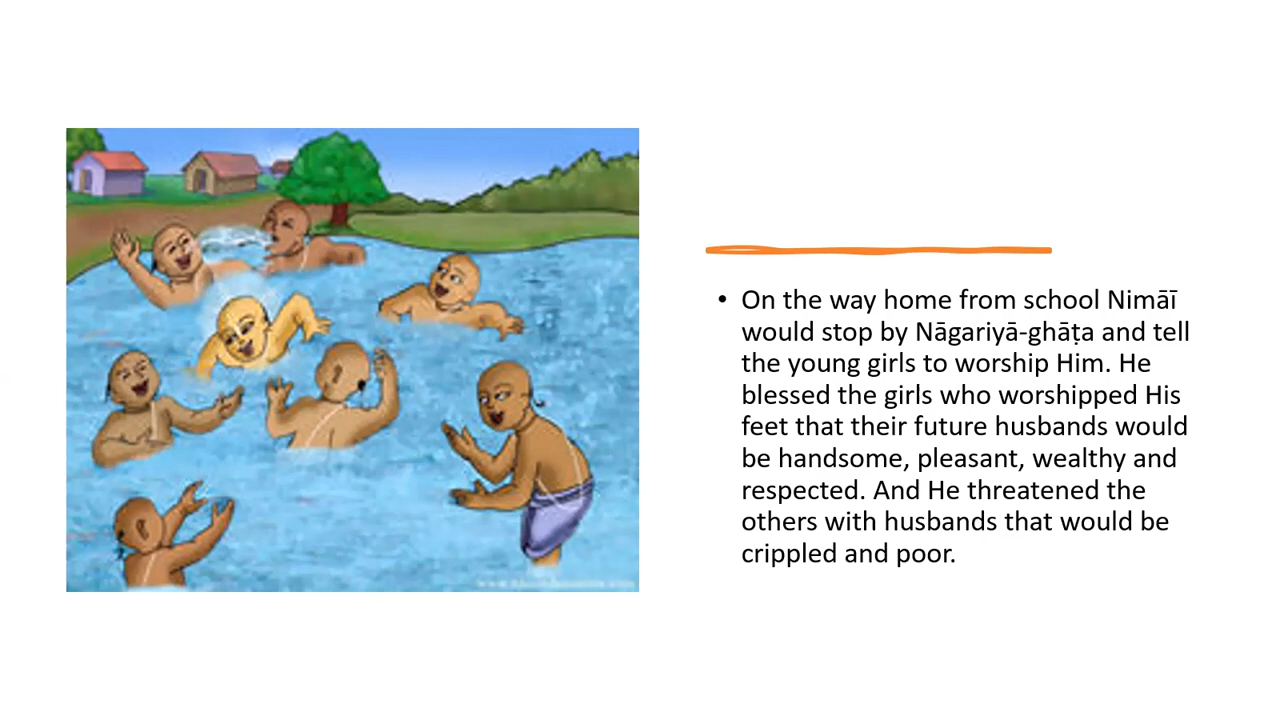 • On the way home from school Nimāī
would stop by Nāgariyā-ghāṭa and tell
the young girls to worship Him. He
blessed the girls who worshipped His
feet that their future husbands would
be handsome, pleasant, wealthy and
respected. And He threatened the
others with husbands that would be
crippled and poor.